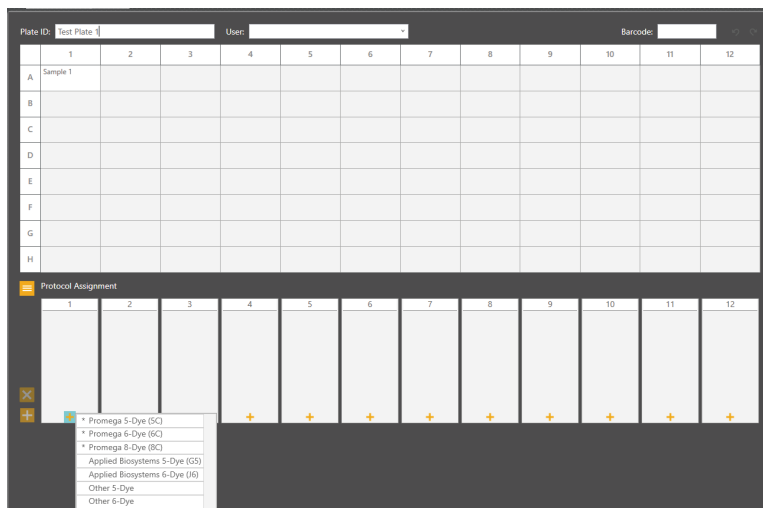 Plate ID: Test Plate 1 User: Barcode:
1 2 3 4 5 6 7 8 9 10 11 12
A Sample 1
B
C
D
E
F
G
H
Protocol Assignment
1 2 3 4 5 6 7 8 9 10 11 12
* Promega 5-Dye (5C)
* Promega 6-Dye (6C)
* Promega 8-Dye (8C)
Applied Biosystems 5-Dye (G5)
Applied Biosystems 6-Dye (J6)
Other 5-Dye
Other 6-Dye